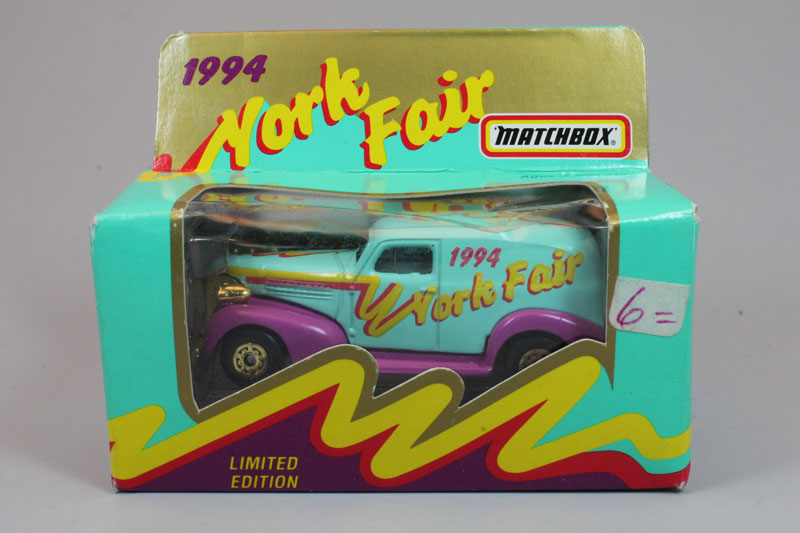 1994
York
Fair
MATCHBOX®
1994
York Fair
6=
LIMITED
EDITION